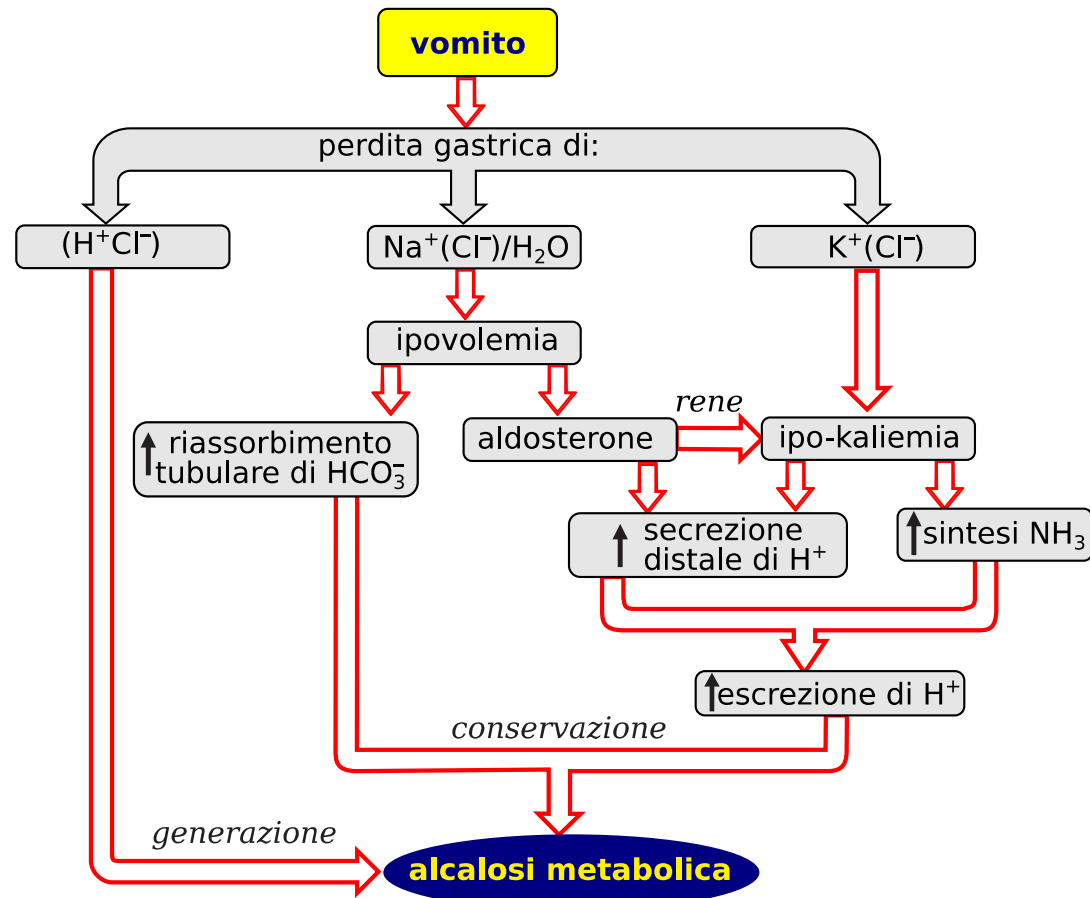 vomito
perdita gastrica di:
(H⁺Cl⁻)
Na⁺(Cl⁻)/H₂O
K⁺(Cl⁻)
ipovolemia
rene
riassorbimento
tubulare di HCO₃⁻
aldosterone
ipo-kaliemia
secrezione
distale di H⁺
sintesi NH₃
escrezione di H⁺
conservazione
generazione
alcalosi metabolica